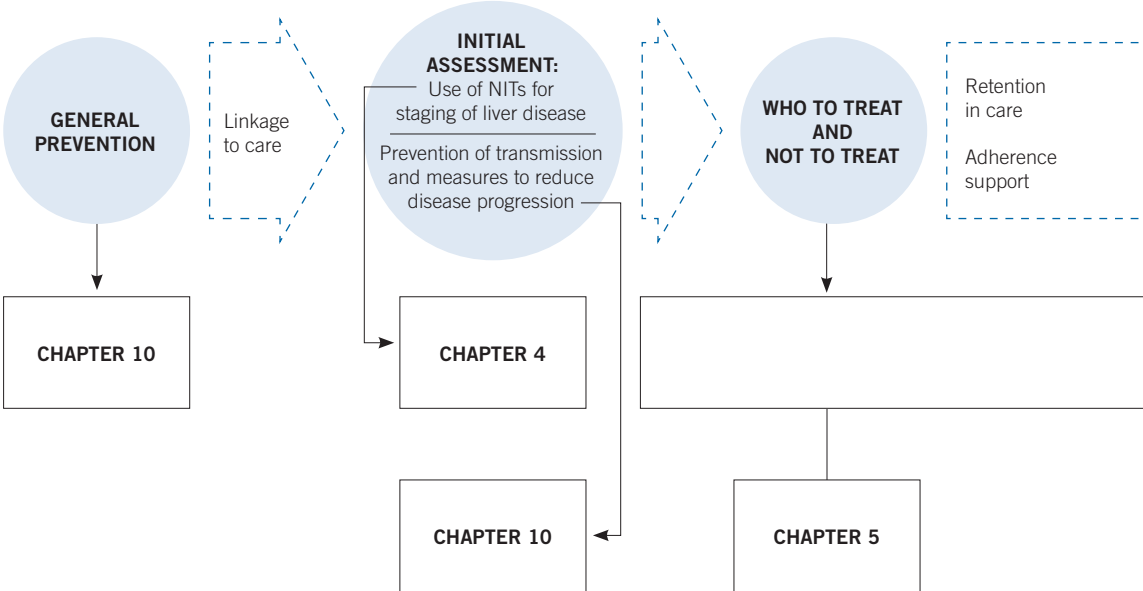 GENERAL
PREVENTION
Linkage
to care
INITIAL
ASSESSMENT:
Use of NITs for
staging of liver disease
Prevention of transmission
and measures to reduce
disease progression
WHO TO TREAT
AND
NOT TO TREAT
Retention
in care
Adherence
support
CHAPTER 10
CHAPTER 4
CHAPTER 10
CHAPTER 5